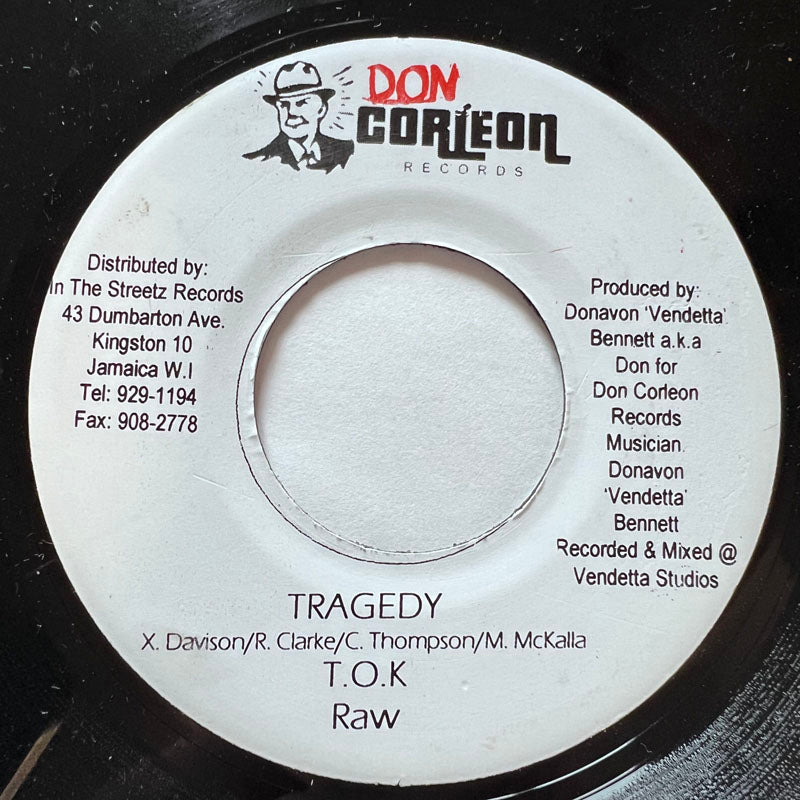 DON
CORLEON
RECORDS
Distributed by:
In The Streetz Records
43 Dumbarton Ave.
Kingston 10
Jamaica W.I
Tel: 929-1194
Fax: 908-2778
Produced by:
Donavon 'Vendetta'
Bennett a.k.a
Don for
Don Corleon
Records
Musician
Donavon
'Vendetta'
Bennett
Recorded & Mixed @
Vendetta Studios
TRAGEDY
X. Davison/R. Clarke/C. Thompson/M. McKalla
T.O.K
Raw